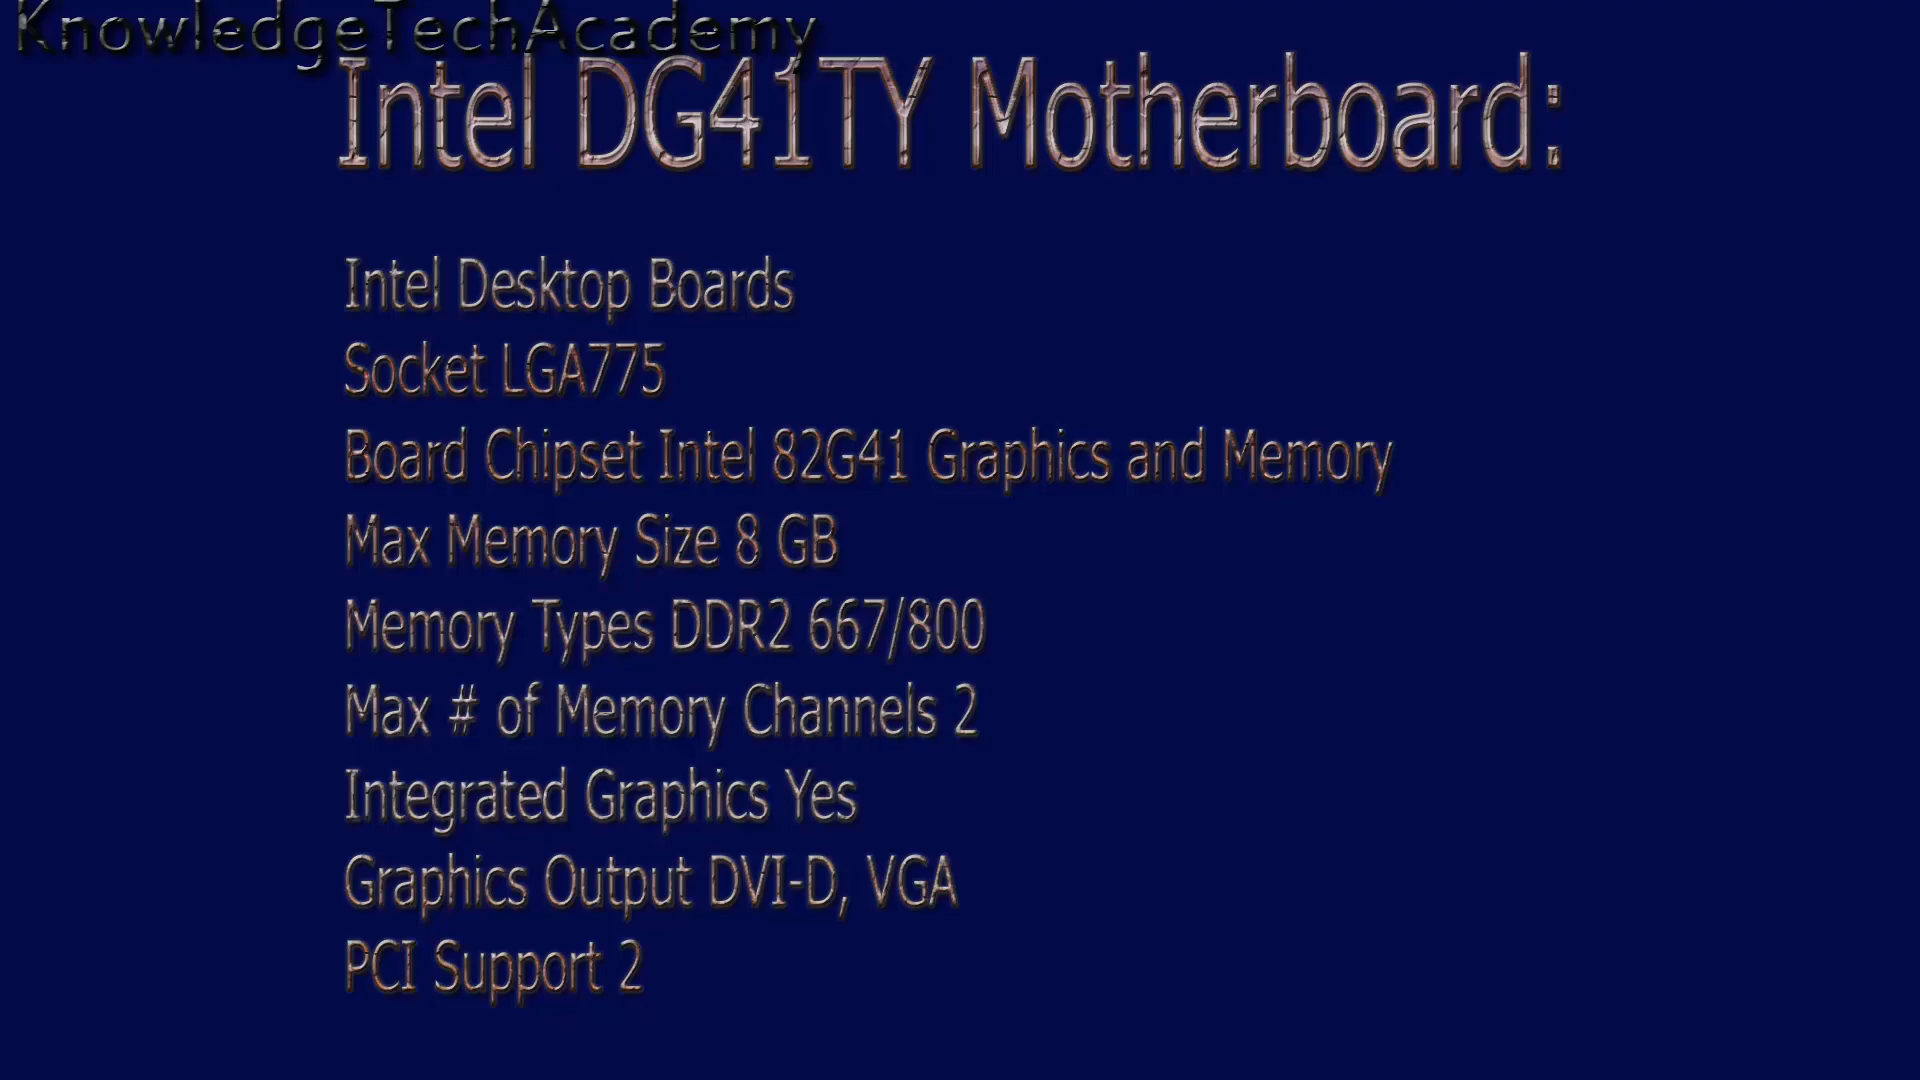 KnowledgeTechAcademy
Intel DG41TY Motherboard:
Intel Desktop Boards
Socket LGA775
Board Chipset Intel 82G41 Graphics and Memory
Max Memory Size 8 GB
Memory Types DDR2 667/800
Max # of Memory Channels 2
Integrated Graphics Yes
Graphics Output DVI-D, VGA
PCI Support 2